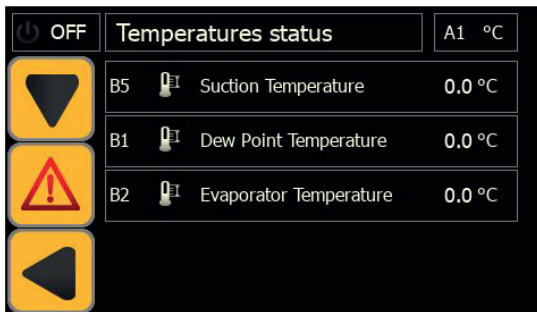 OFF Temperatures status A1 °C
B5 Suction Temperature 0.0 °C
B1 Dew Point Temperature 0.0 °C
B2 Evaporator Temperature 0.0 °C